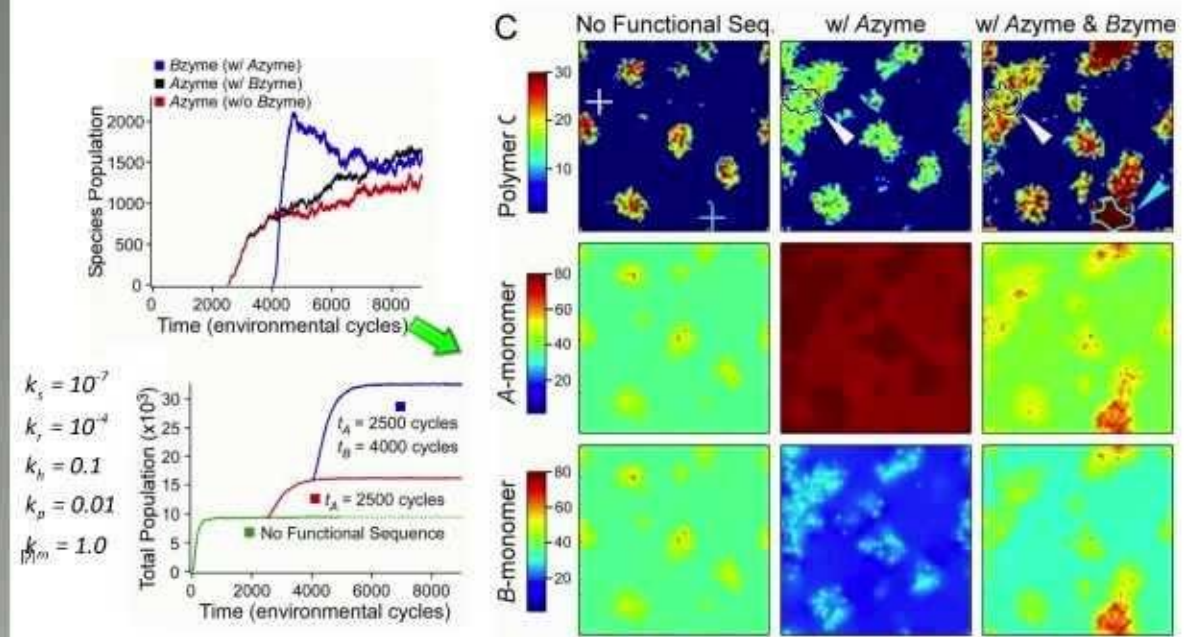 C
No Functional Seq.
w/ Azyme
w/ Azyme & Bzyme
Bzyme (w/ Azyme)
Azyme (w/ Bzyme)
Azyme (w/o Bzyme)
Species Population
2000
1500
1000
500
0
0 2000 4000 6000 8000
Time (environmental cycles)
k_s = 10^-7
k_r = 10^-4
k_h = 0.1
k_p = 0.01
k_m = 1.0
Total Population (x10^3)
30
25
20
15
10
5
0
t_A = 2500 cycles
t_B = 4000 cycles
t_A = 2500 cycles
No Functional Sequence
0 2000 4000 6000 8000
Time (environmental cycles)
Polymer C
30
20
10
A-monomer
80
60
40
20
B-monomer
80
60
40
20